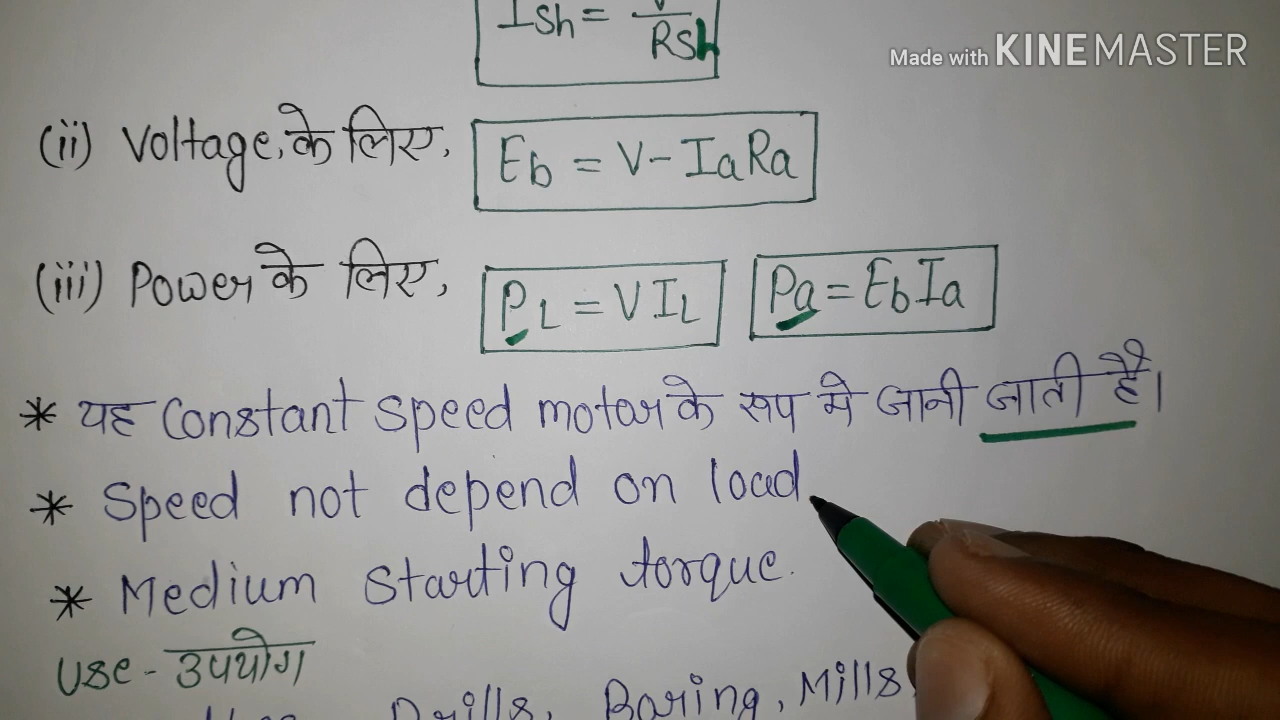 Ish = V/Rsh
Made with KINEMASTER
(ii) Voltage के लिए, Eb = V - IaRa
(iii) Power के लिए, PL = VIL Pa = EbIa
* यह Constant speed motor के रूप मे जानी जाती है।
* Speed not depend on load
* Medium starting torque.
Use - उपयोग
Drills, Boring, Mills,